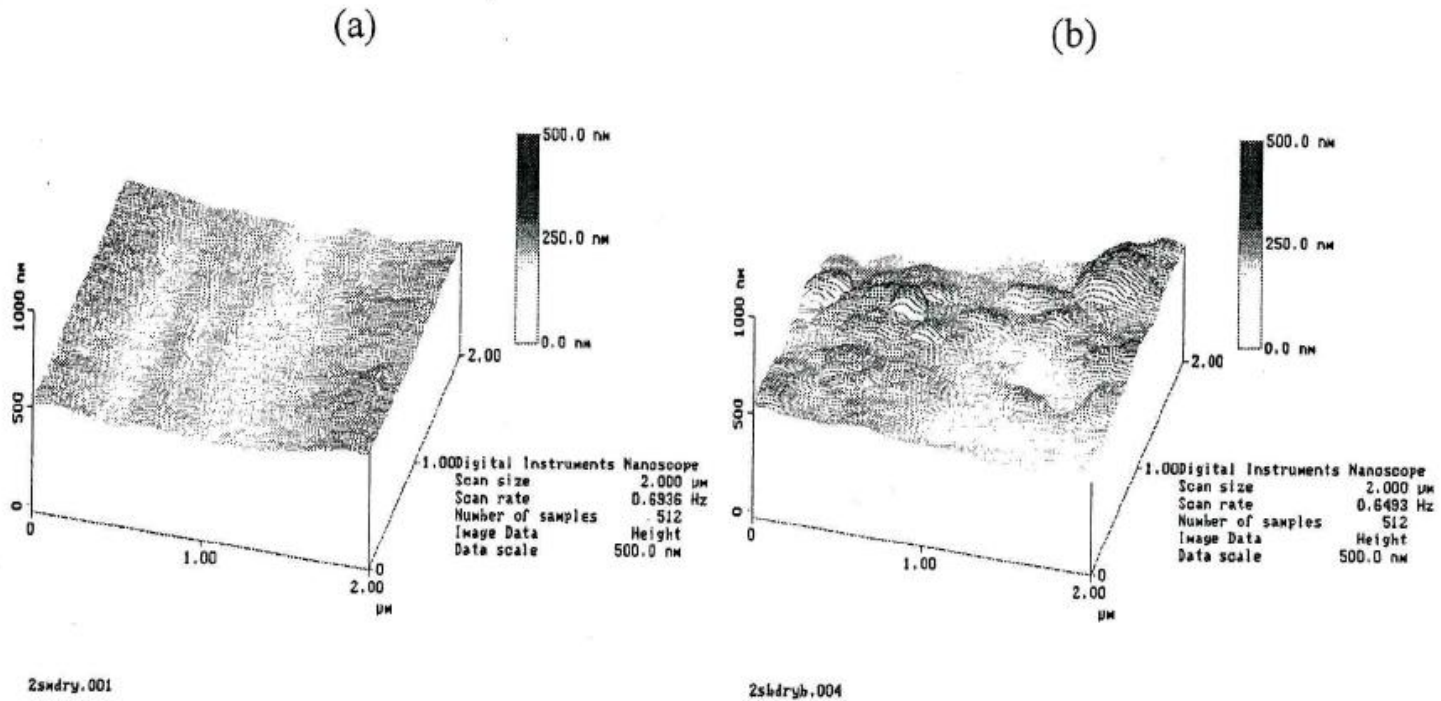 (a)
500.0 nM
250.0 nM
0.0 nM
1000 nM
500
0
0
1.00
2.00
µM
0
1.00
2.00
Digital Instruments Nanoscope
Scan size 2.000 µM
Scan rate 0.6936 Hz
Number of samples 512
Image Data Height
Data scale 500.0 nM
2smdry.001
(b)
500.0 nM
250.0 nM
0.0 nM
1000 nM
500
0
0
1.00
2.00
µM
0
1.00
2.00
Digital Instruments Nanoscope
Scan size 2.000 µM
Scan rate 0.6493 Hz
Number of samples 512
Image Data Height
Data scale 500.0 nM
2sbdryb.004